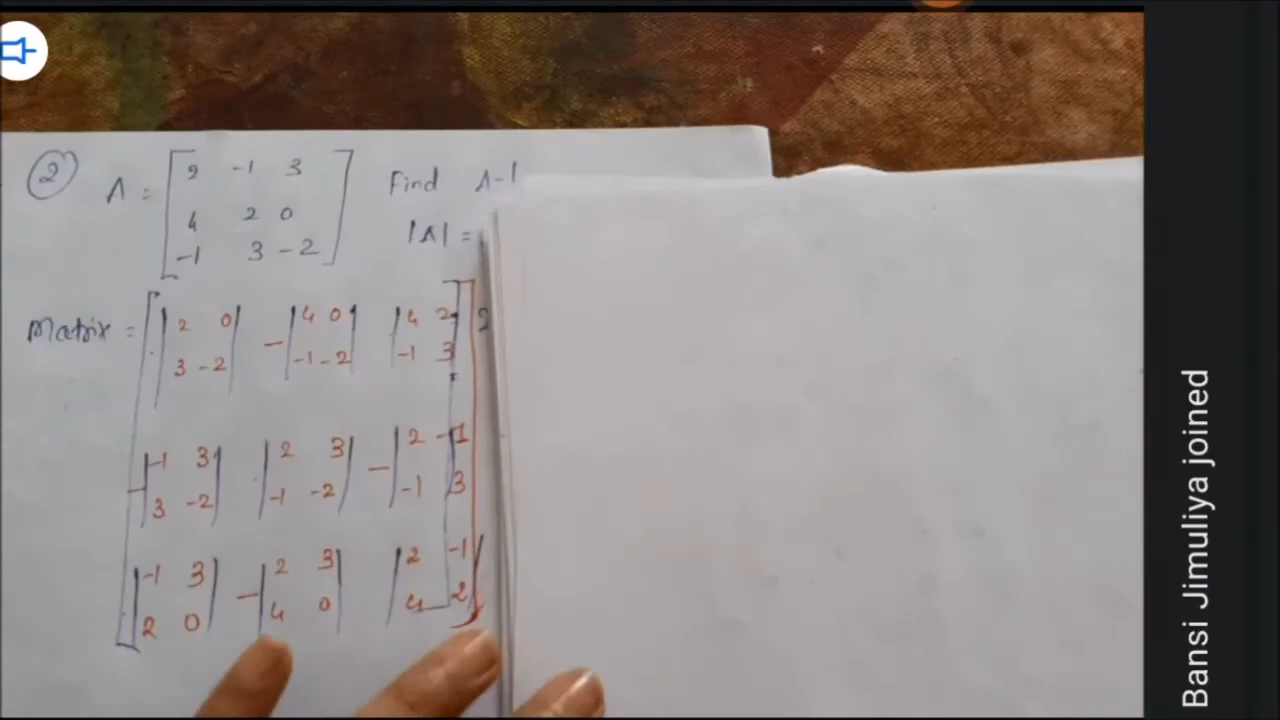 ② A = [ 2 -1 3 Find A-1
4 2 0
|A| =
-1 3 -2 ]
Matrix = [ | 2 0 | - | 4 0 | | 4 2 | ] 2
| 3 -2 | | -1 -2 | | -1 3 |
- | -1 3 | | 2 3 | - | 2 -1 |
| 3 -2 | | -1 -2 | | -1 3 |
| -1 3 | - | 2 3 | | 2 -1 |
| 2 0 | | 4 0 | | 4 2 | ]
Bansi Jimuliya joined